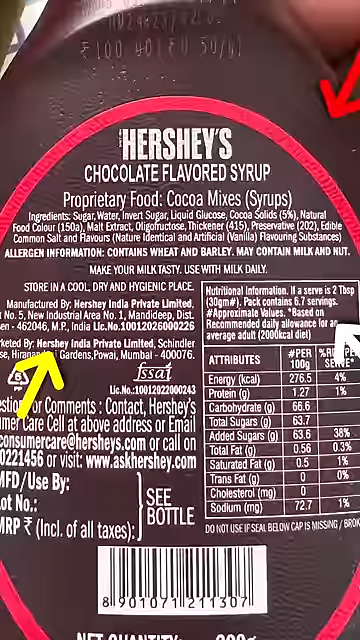 ₹100
HERSHEY'S
CHOCOLATE FLAVORED SYRUP
Proprietary Food: Cocoa Mixes (Syrups)
Ingredients: Sugar, Water, Invert Sugar, Liquid Glucose, Cocoa Solids (5%), Natural
Food Colour (150a), Malt Extract, Oligofructose, Thickener (415), Preservative (202), Edible
Common Salt and Flavours (Nature Identical and Artificial (Vanilla) Flavouring Substances)
ALLERGEN INFORMATION: CONTAINS WHEAT AND BARLEY. MAY CONTAIN MILK AND NUT.
MAKE YOUR MILK TASTY. USE WITH MILK DAILY.
STORE IN A COOL, DRY AND HYGIENIC PLACE.
Manufactured By: Hershey India Private Limited,
t No. 5, New Industrial Area No. 1, Mandideep, Dist.
en - 462046, M.P., India Lic.No.10012026000226
keted By: Hershey India Private Limited, Schindler
se, Hiranan i Gardens, Powai, Mumbai - 400076.
fssai
Lic.No.:10012022000243
estion or Comments : Contact, Hershey's
umer Care Cell at above address or Email
consumercare@hersheys.com or call on
0221456 or visit: www.askhershey.com
MFD/Use By:
Lot No.:
MRP ₹ (Incl. of all taxes):
SEE
BOTTLE
Nutritional Information. If a serve is 2 Tbsp
(30gm#). Pack contains 6.7 servings.
#Approximate Values. *Based on
Recommended daily allowance for an
average adult (2000kcal diet)
ATTRIBUTES #PER 100g %R SERVE*
Energy (kcal) 276.5 4%
Protein (g) 1.27 1%
Carbohydrate (g) 66.6
Total Sugars (g) 63.7
Added Sugars (g) 63.6 38%
Total Fat (g) 0.56 0.3%
Saturated Fat (g) 0.5 1%
Trans Fat (g) 0 0%
Cholesterol (mg) 0
Sodium (mg) 72.7 1%
DO NOT USE IF SEAL BELOW CAP IS MISSING / BROK
8 901071 211307
NET QUANTITY: